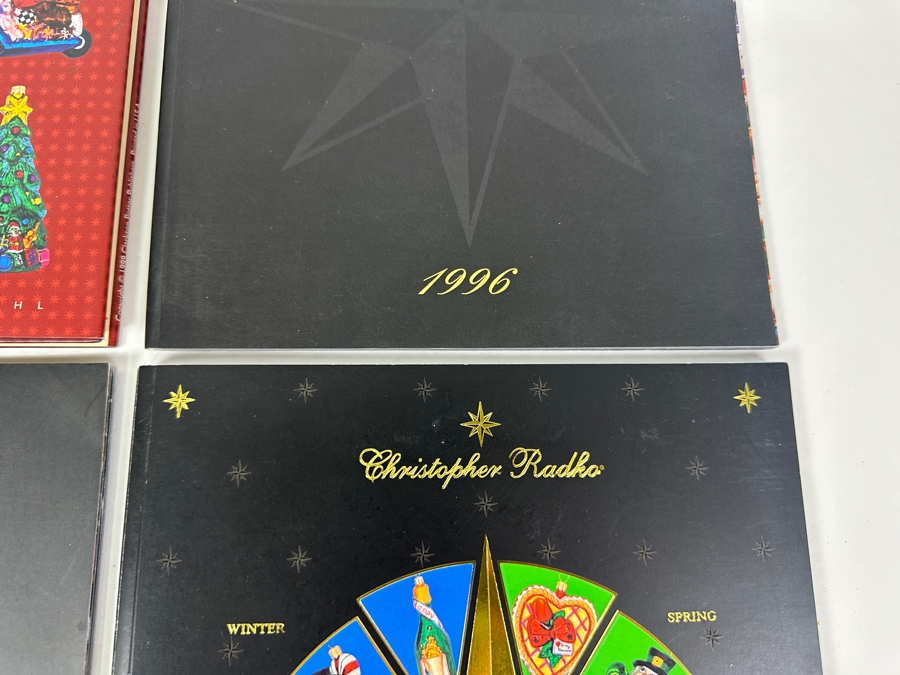 H L
1996
Christopher Radko
WINTER
SPRING